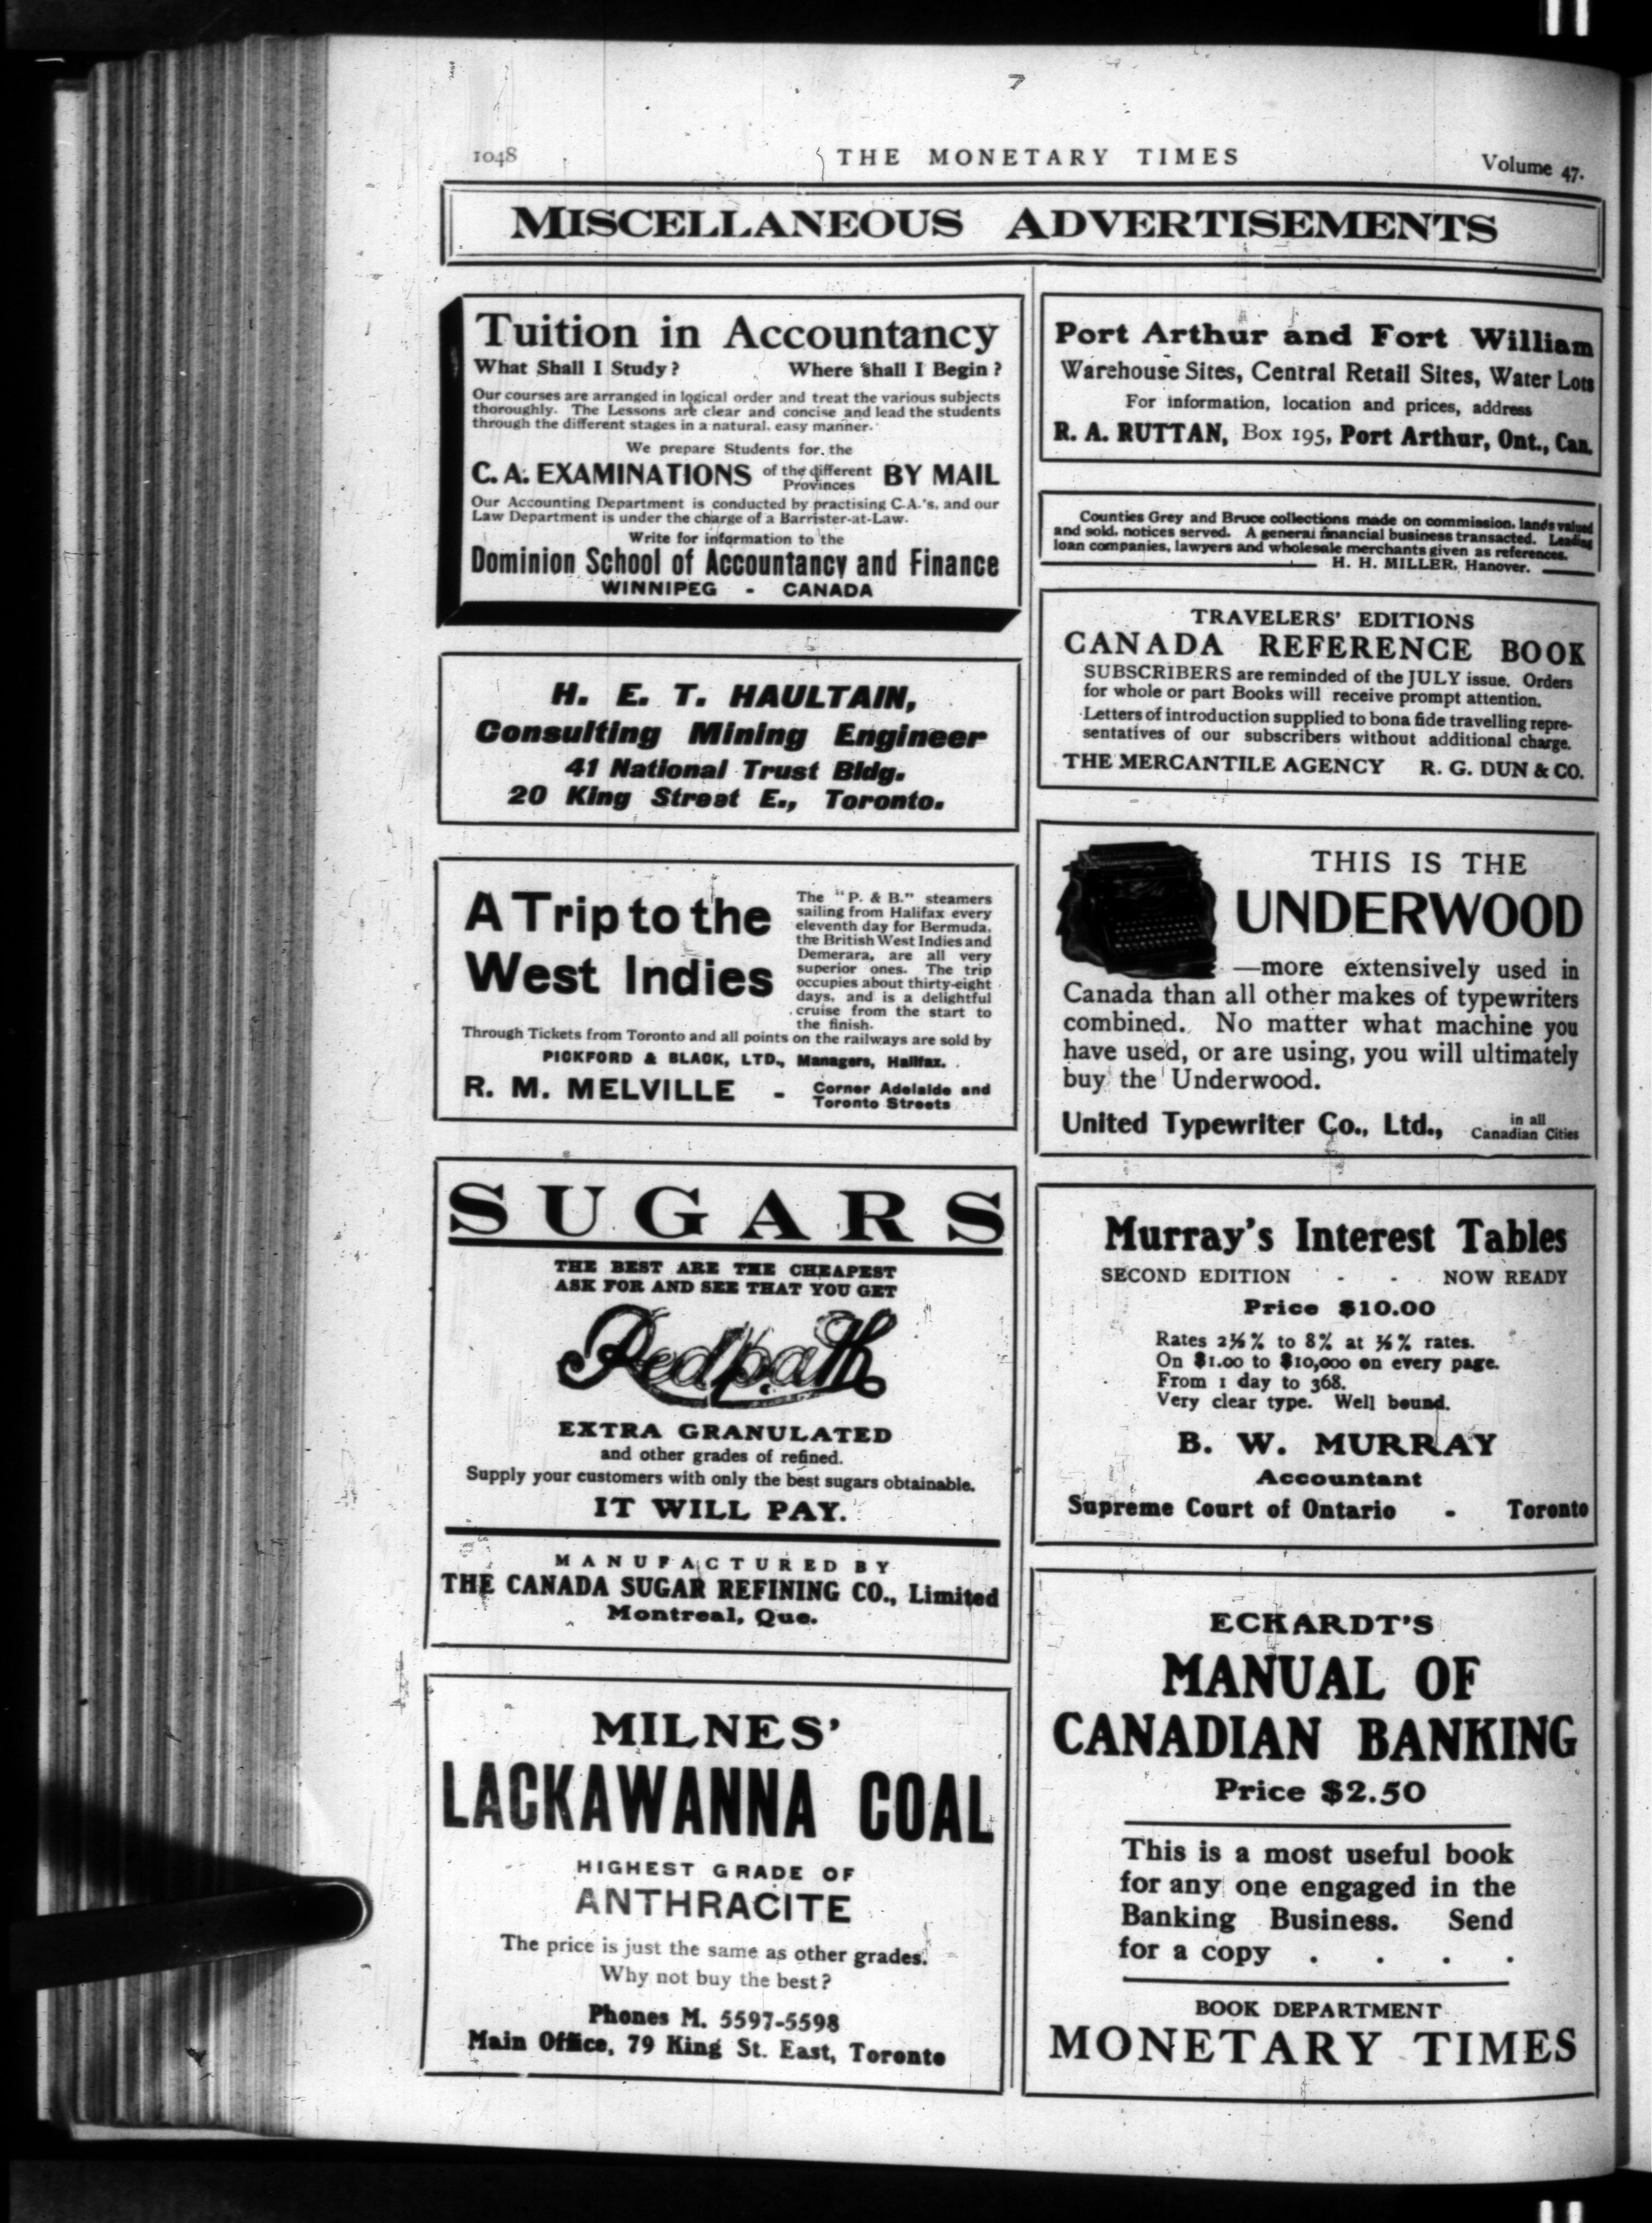 7
1048
THE MONETARY TIMES
Volume 47.
MISCELLANEOUS ADVERTISEMENTS
Tuition in Accountancy
What Shall I Study? Where shall I Begin?
Our courses are arranged in logical order and treat the various subjects
thoroughly. The Lessons are clear and concise and lead the students
through the different stages in a natural, easy manner.
We prepare Students for the
C. A. EXAMINATIONS of the different Provinces BY MAIL
Our Accounting Department is conducted by practising C.A.'s, and our
Law Department is under the charge of a Barrister-at-Law.
Write for information to the
Dominion School of Accountancy and Finance
WINNIPEG - CANADA
H. E. T. HAULTAIN,
Consulting Mining Engineer
41 National Trust Bldg.
20 King Street E., Toronto.
A Trip to the
West Indies
The "P. & B." steamers
sailing from Halifax every
eleventh day for Bermuda,
the British West Indies and
Demerara, are all very
superior ones. The trip
occupies about thirty-eight
days, and is a delightful
cruise from the start to
the finish.
Through Tickets from Toronto and all points on the railways are sold by
PICKFORD & BLACK, LTD., Managers, Halifax.
R. M. MELVILLE - Corner Adelaide and
Toronto Streets
SUGARS
THE BEST ARE THE CHEAPEST
ASK FOR AND SEE THAT YOU GET
Redpath
EXTRA GRANULATED
and other grades of refined.
Supply your customers with only the best sugars obtainable.
IT WILL PAY.
MANUFACTURED BY
THE CANADA SUGAR REFINING CO., Limited
Montreal, Que.
MILNES'
LACKAWANNA COAL
HIGHEST GRADE OF
ANTHRACITE
The price is just the same as other grades.
Why not buy the best?
Phones M. 5597-5598
Main Office, 79 King St. East, Toronto
Port Arthur and Fort William
Warehouse Sites, Central Retail Sites, Water Lots
For information, location and prices, address
R. A. RUTTAN, Box 195, Port Arthur, Ont., Can.
Counties Grey and Bruce collections made on commission, lands valued
and sold, notices served. A general financial business transacted. Leading
loan companies, lawyers and wholesale merchants given as references.
H. H. MILLER, Hanover.
TRAVELERS' EDITIONS
CANADA REFERENCE BOOK
SUBSCRIBERS are reminded of the JULY issue. Orders
for whole or part Books will receive prompt attention.
Letters of introduction supplied to bona fide travelling repre-
sentatives of our subscribers without additional charge.
THE MERCANTILE AGENCY R. G. DUN & CO.
THIS IS THE
UNDERWOOD
—more extensively used in
Canada than all other makes of typewriters
combined. No matter what machine you
have used, or are using, you will ultimately
buy the Underwood.
United Typewriter Co., Ltd., in all
Canadian Cities
Murray's Interest Tables
SECOND EDITION - - NOW READY
Price $10.00
Rates 2½% to 8% at ½% rates.
On $1.00 to $10,000 on every page.
From 1 day to 368.
Very clear type. Well bound.
B. W. MURRAY
Accountant
Supreme Court of Ontario - Toronto
ECKARDT'S
MANUAL OF
CANADIAN BANKING
Price $2.50
This is a most useful book
for any one engaged in the
Banking Business. Send
for a copy . . . .
BOOK DEPARTMENT
MONETARY TIMES